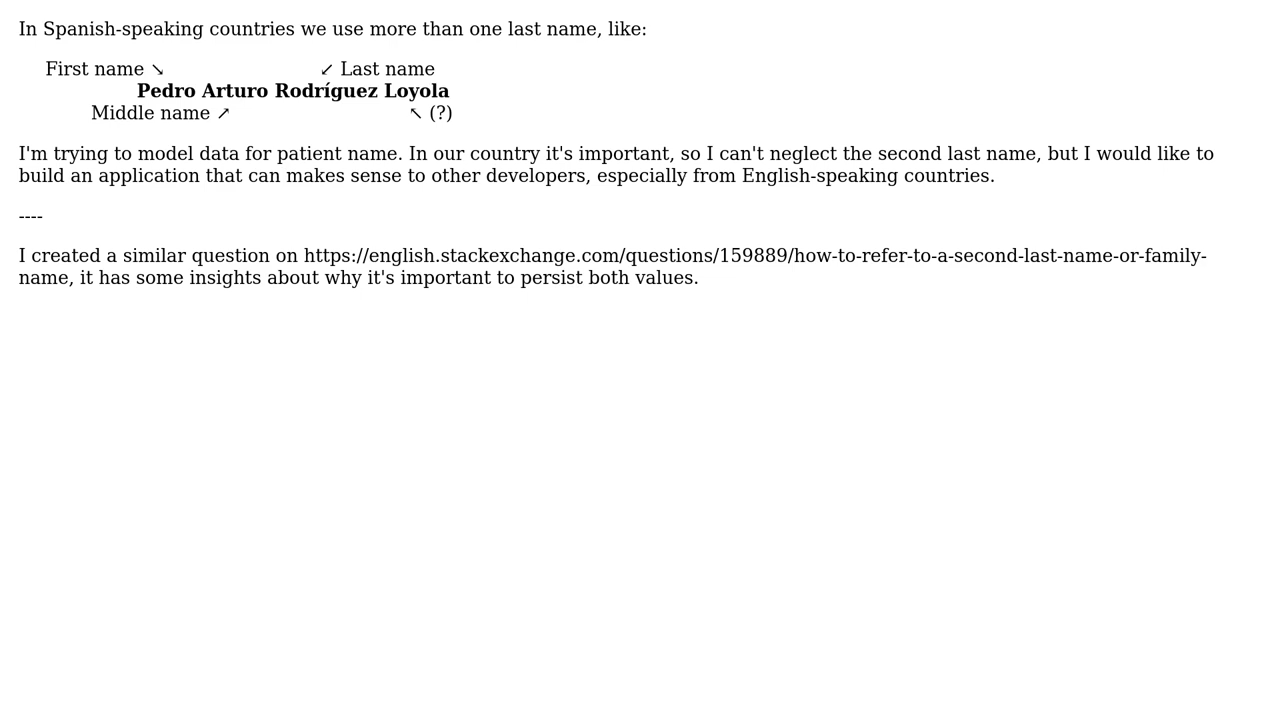 In Spanish-speaking countries we use more than one last name, like:
First name ↘ ↙ Last name
Pedro Arturo Rodríguez Loyola
Middle name ↗ ↖ (?)
I'm trying to model data for patient name. In our country it's important, so I can't neglect the second last name, but I would like to
build an application that can makes sense to other developers, especially from English-speaking countries.
----
I created a similar question on https://english.stackexchange.com/questions/159889/how-to-refer-to-a-second-last-name-or-family-
name, it has some insights about why it's important to persist both values.